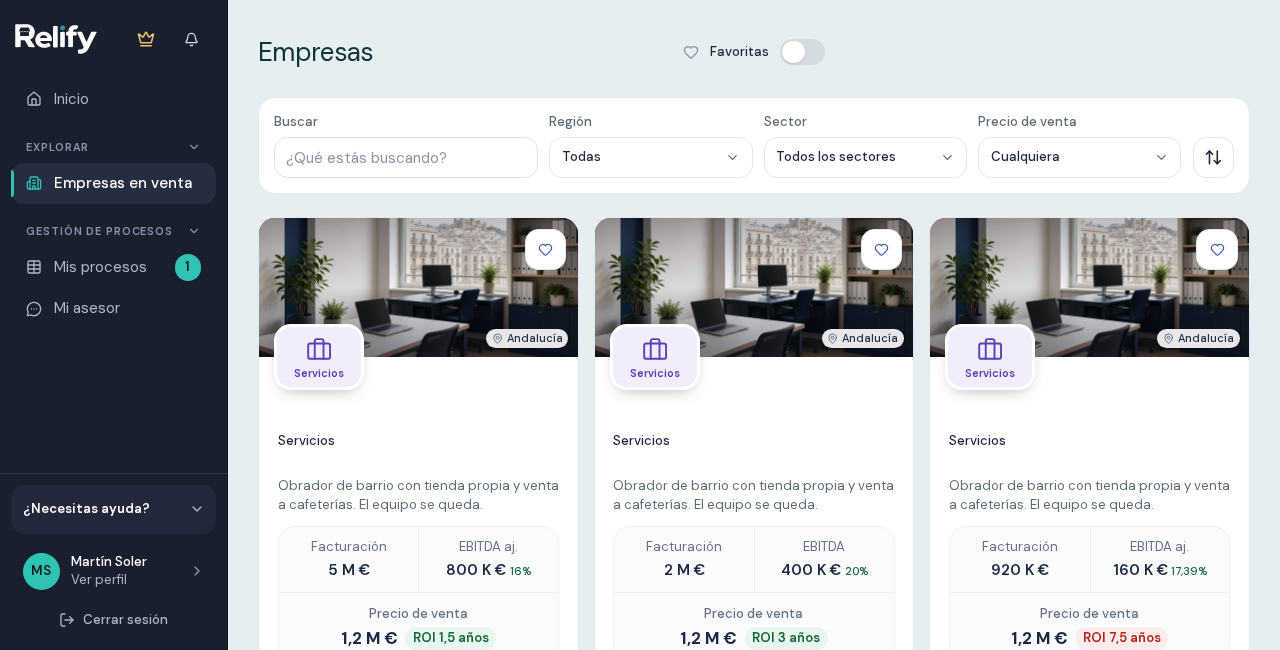 Relify
Inicio
EXPLORAR
Empresas en venta
GESTIÓN DE PROCESOS
Mis procesos
1
Mi asesor
¿Necesitas ayuda?
MS
Martín Soler
Ver perfil
Cerrar sesión
Empresas
Favoritas
Buscar
¿Qué estás buscando?
Región
Todas
Sector
Todos los sectores
Precio de venta
Cualquiera
Andalucía
Servicios
Servicios
Obrador de barrio con tienda propia y venta
a cafeterías. El equipo se queda.
Facturación
5 M €
EBITDA aj.
800 K € 16%
Precio de venta
1,2 M € ROI 1,5 años
Andalucía
Servicios
Servicios
Obrador de barrio con tienda propia y venta
a cafeterías. El equipo se queda.
Facturación
2 M €
EBITDA
400 K € 20%
Precio de venta
1,2 M € ROI 3 años
Andalucía
Servicios
Servicios
Obrador de barrio con tienda propia y venta
a cafeterías. El equipo se queda.
Facturación
920 K €
EBITDA aj.
160 K € 17,39%
Precio de venta
1,2 M € ROI 7,5 años